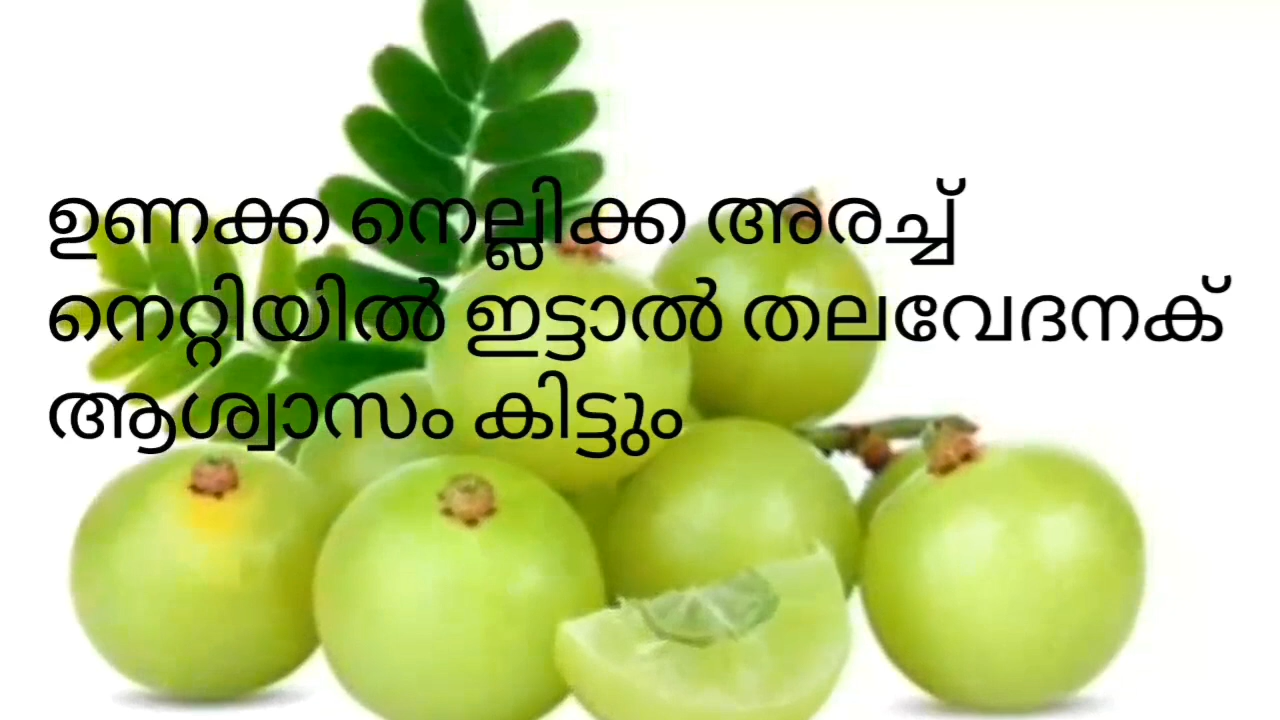 ഉണക്ക നെല്ലിക്ക അരച്ച്
നെറ്റിയിൽ ഇട്ടാൽ തലവേദനക്
ആശ്വാസം കിട്ടും